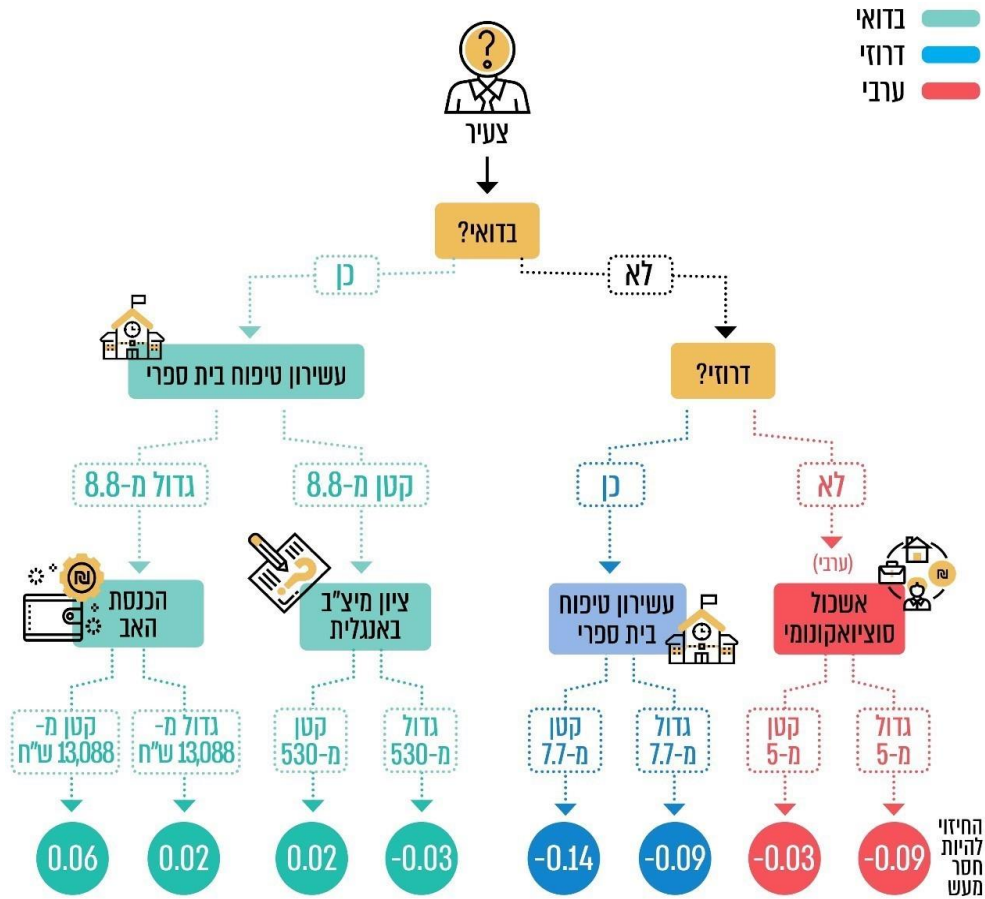 בדואי
דרוזי
ערבי
?
צעיר
בדואי?
כן
לא
עשירון טיפוח בית ספרי
דרוזי?
גדול מ-8.8
קטן מ-8.8
כן
לא
(ערבי)
הכנסת
האב
₪
ציון מיצ"ב
באנגלית
?
עשירון טיפוח
בית ספרי
אשכול
סוציואקונומי
₪
קטן מ-
13,088 ש"ח
גדול מ-
13,088 ש"ח
קטן
מ-530
גדול
מ-530
קטן
מ-7.7
גדול
מ-7.7
קטן
מ-5
גדול
מ-5
0.06
0.02
0.02
-0.03
-0.14
-0.09
-0.03
-0.09
החיזוי
להיות
חסר
מעש